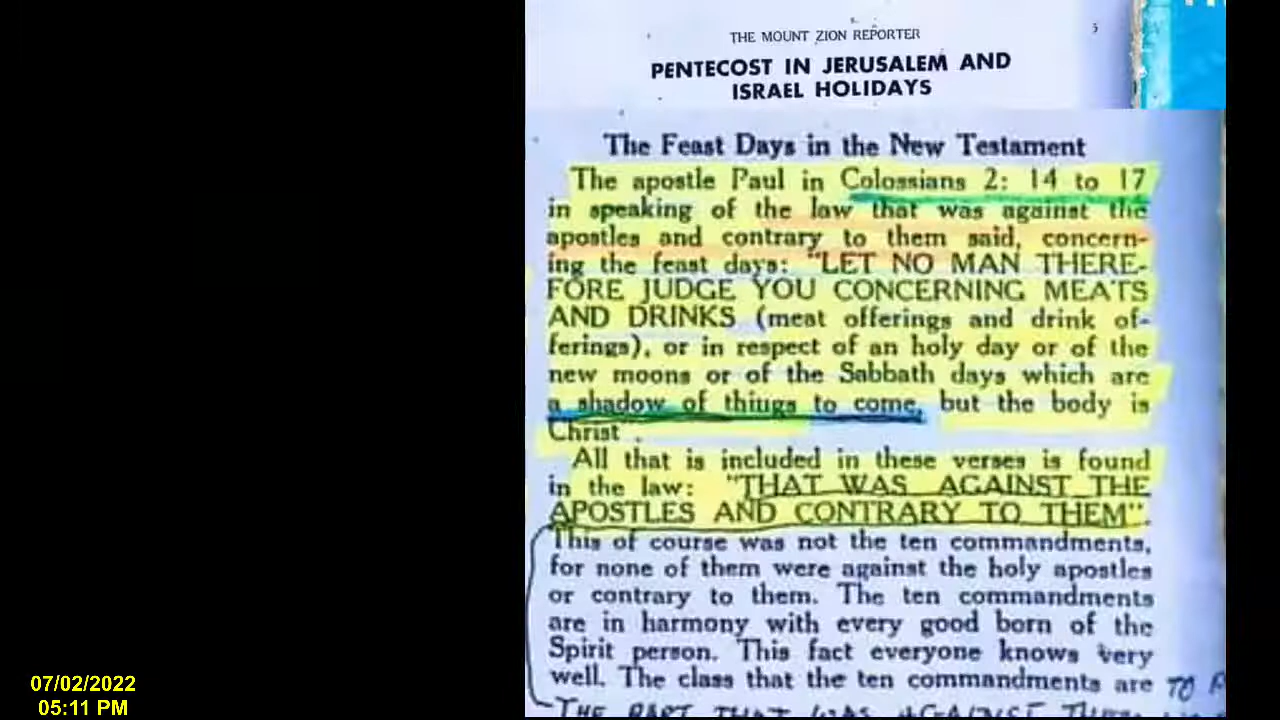 THE MOUNT ZION REPORTER
5
PENTECOST IN JERUSALEM AND
ISRAEL HOLIDAYS
The Feast Days in the New Testament
The apostle Paul in Colossians 2: 14 to 17
in speaking of the law that was against the
apostles and contrary to them said, concern-
ing the feast days: "LET NO MAN THERE-
FORE JUDGE YOU CONCERNING MEATS
AND DRINKS (meat offerings and drink of-
ferings), or in respect of an holy day or of the
new moons or of the Sabbath days which are
a shadow of thiugs to come, but the body is
Christ .
All that is included in these verses is found
in the law: "THAT WAS AGAINST THE
APOSTLES AND CONTRARY TO THEM".
This of course was not the ten commandments,
for none of them were against the holy apostles
or contrary to them. The ten commandments
are in harmony with every good born of the
Spirit person. This fact everyone knows very
well. The class that the ten commandments are TO
THE PART THAT WAS AGAINST
07/02/2022
05:11 PM